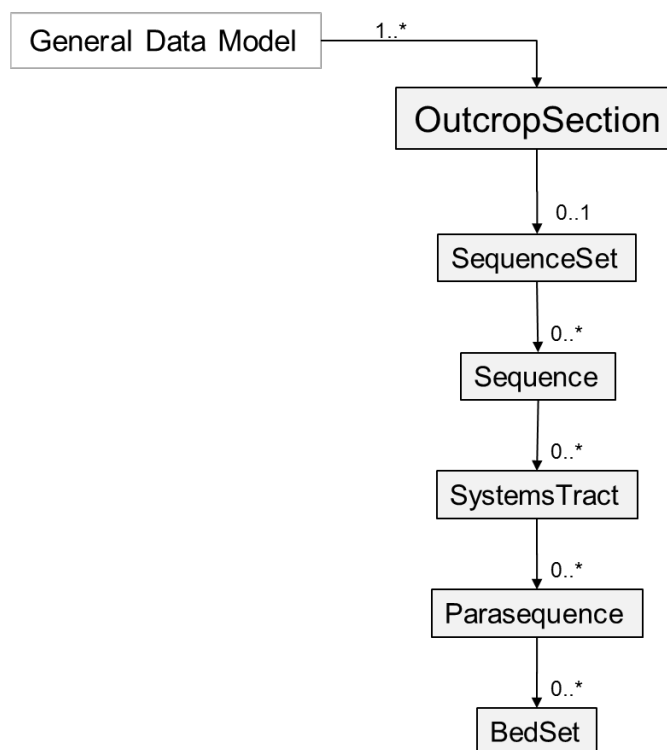 General Data Model
1..*
OutcropSection
0..1
SequenceSet
0..*
Sequence
0..*
SystemsTract
0..*
Parasequence
0..*
BedSet